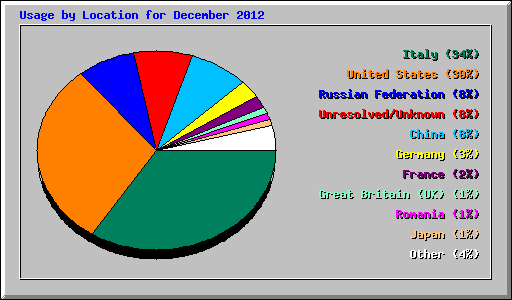 Usage by Location for December 2012
Italy (34%)
United States (30%)
Russian Federation (8%)
Unresolved/Unknown (8%)
China (8%)
Germany (3%)
France (2%)
Great Britain (UK) (1%)
Romania (1%)
Japan (1%)
Other (4%)